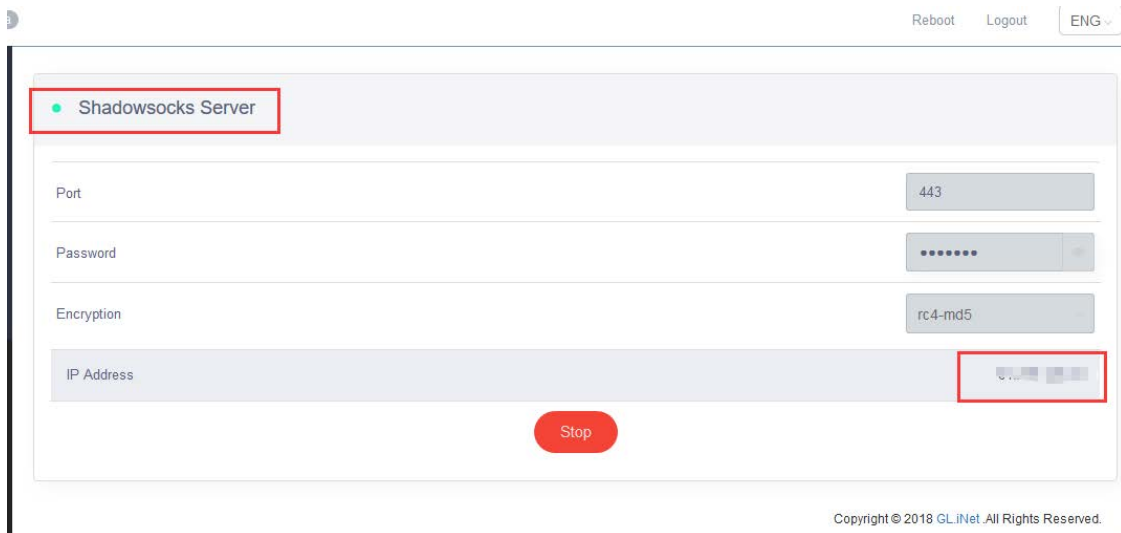 Reboot Logout ENG
Shadowsocks Server
Port 443
Password •••••••
Encryption rc4-md5
IP Address
Stop
Copyright © 2018 GL.iNet .All Rights Reserved.